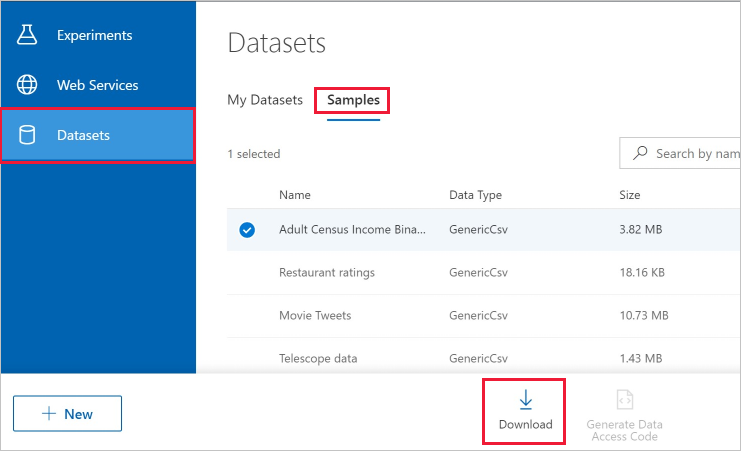 Experiments
Web Services
Datasets
Datasets
My Datasets Samples
1 selected
Search by nam
Name Data Type Size
Adult Census Income Bina... GenericCsv 3.82 MB
Restaurant ratings GenericCsv 18.16 KB
Movie Tweets GenericCsv 10.73 MB
Telescope data GenericCsv 1.43 MB
+ New
Download
Generate Data
Access Code